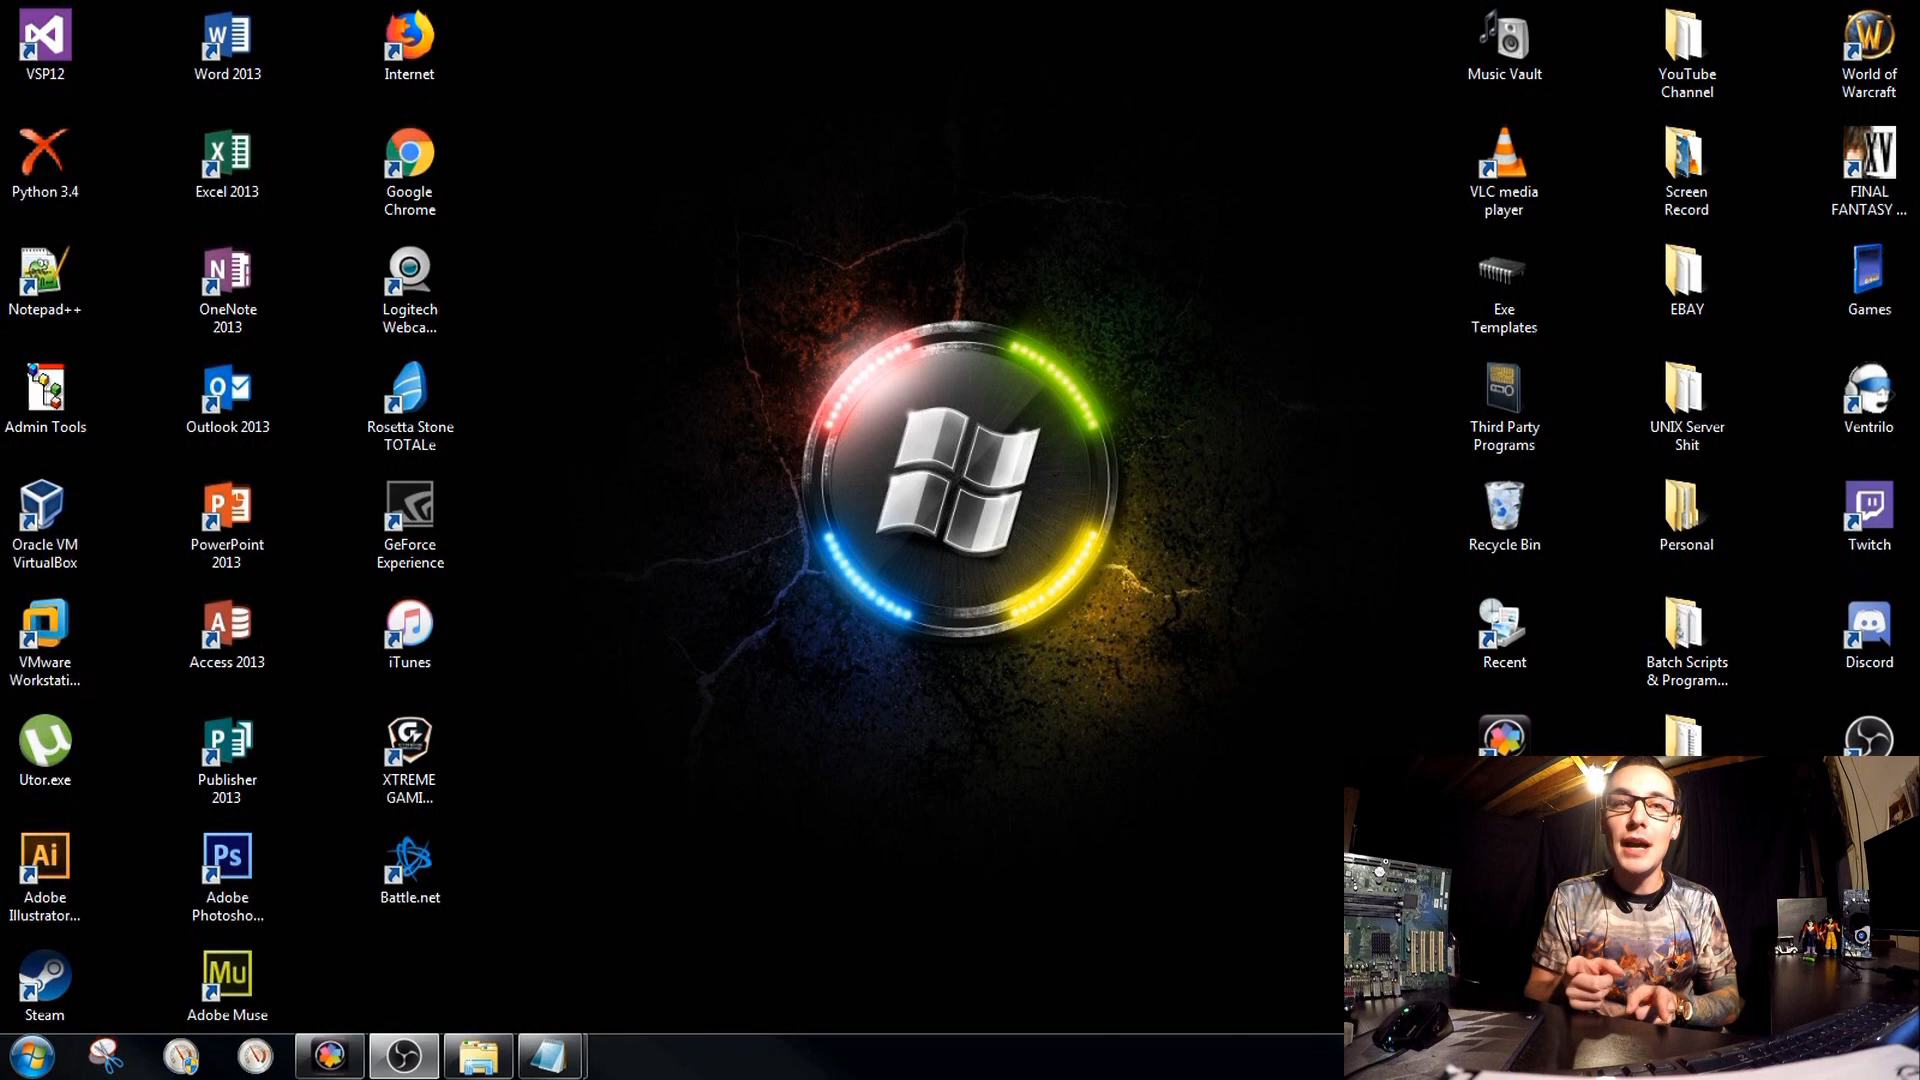 VSP12
Word 2013
Internet
Music Vault
YouTube
Channel
World of
Warcraft
Python 3.4
Excel 2013
Google
Chrome
VLC media
player
Screen
Record
XV
FINAL
FANTASY ...
Notepad++
OneNote
2013
Logitech
Webca...
Exe
Templates
EBAY
Games
Admin Tools
Outlook 2013
Rosetta Stone
TOTALe
Third Party
Programs
UNIX Server
Shit
Ventrilo
Oracle VM
VirtualBox
PowerPoint
2013
GeForce
Experience
Recycle Bin
Personal
Twitch
VMware
Workstati...
Access 2013
iTunes
Recent
Batch Scripts
& Program...
Discord
Utor.exe
Publisher
2013
XTREME
GAMI...
Ai
Adobe
Illustrator...
Ps
Adobe
Photosho...
Battle.net
Steam
Mu
Adobe Muse